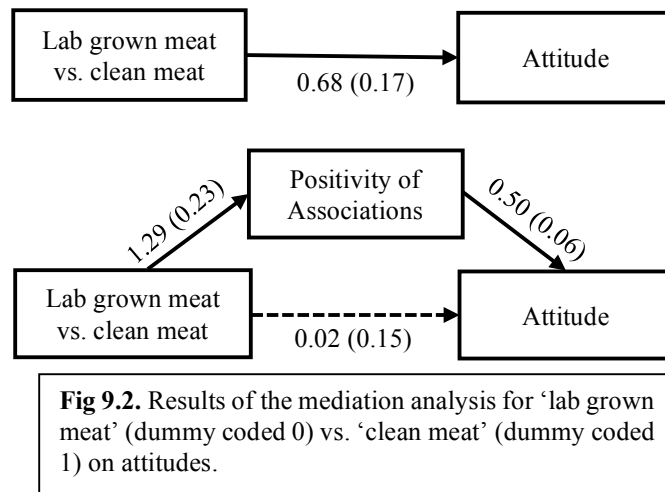 Lab grown meat
vs. clean meat
Attitude
0.68 (0.17)
Positivity of
Associations
1.29 (0.23)
0.50 (0.06)
Lab grown meat
vs. clean meat
Attitude
0.02 (0.15)
Fig 9.2. Results of the mediation analysis for ‘lab grown
meat’ (dummy coded 0) vs. ‘clean meat’ (dummy coded
1) on attitudes.